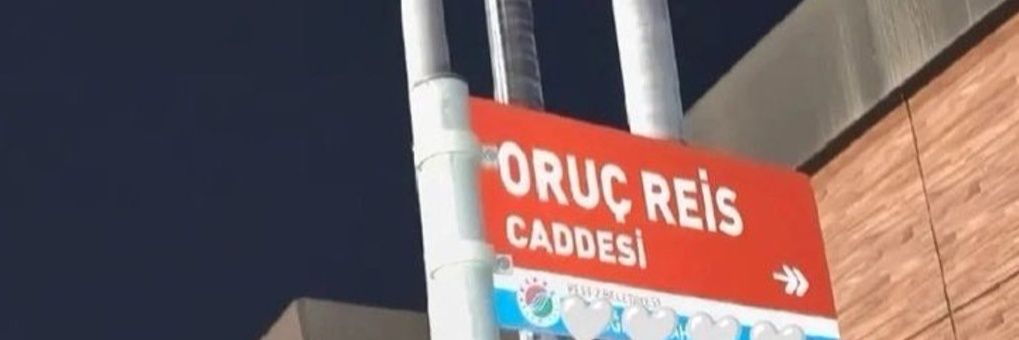 ORUÇ REİS
CADDESİ